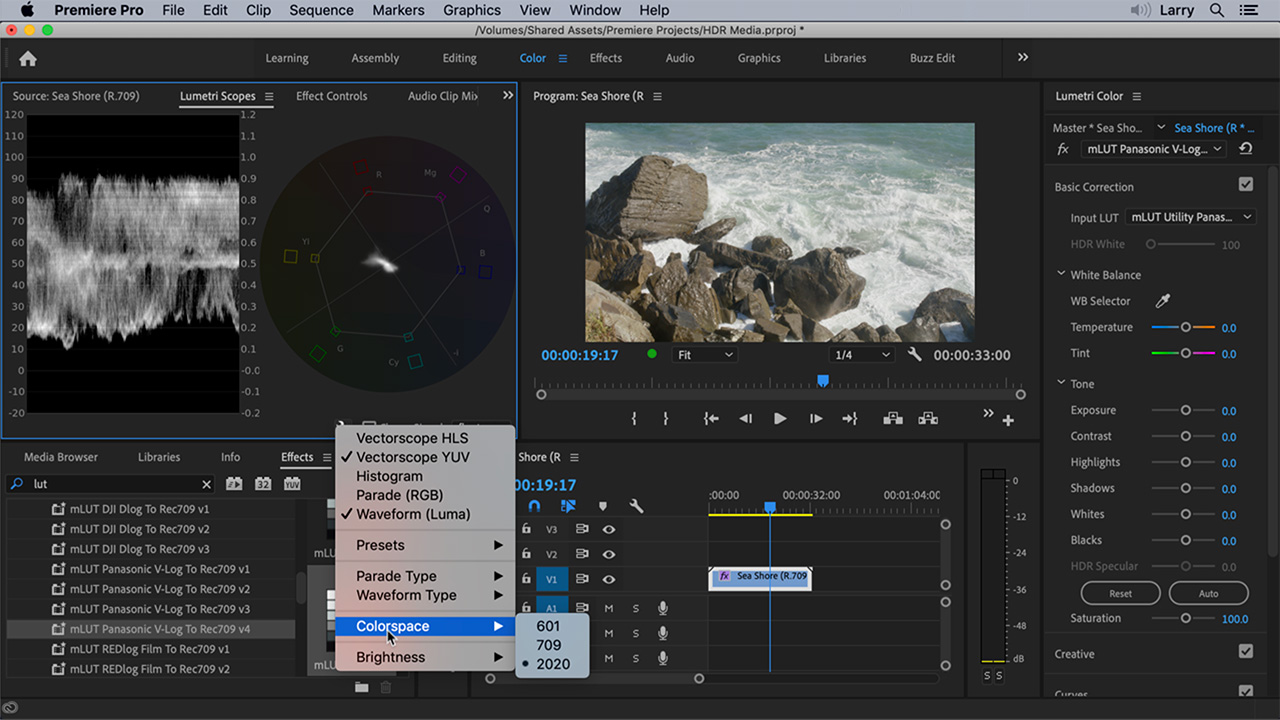 Premiere Pro File Edit Clip Sequence Markers Graphics View Window Help Larry
/Volumes/Shared Assets/Premiere Projects/HDR Media.prproj *
Learning Assembly Editing Color Effects Audio Graphics Libraries Buzz Edit
Source: Sea Shore (R.709) Lumetri Scopes Effect Controls Audio Clip Mix
120 1.2
110 1.1
100 1.0
90 0.9
80 0.8
70 0.7
60 0.6
50 0.5
40 0.4
30 0.3
20 0.2
10 0.1
0 0.0
-10 -0.1
-20 -0.2
R Mg
Q
Yl B
G
Cy -i
Program: Sea Shore (R
00:00:19:17 Fit 1/4 00:00:33:00
Lumetri Color
Master * Sea Sho... Sea Shore (R * ...
fx mLUT Panasonic V-Log...
Basic Correction
Input LUT mLUT Utility Panas...
HDR White 100
White Balance
WB Selector
Temperature 0.0
Tint 0.0
Tone
Exposure 0.0
Contrast 0.0
Highlights 0.0
Shadows 0.0
Whites 0.0
Blacks 0.0
HDR Specular 0.0
Reset Auto
Saturation 100.0
Creative
Curves
Media Browser Libraries Info Effects
lut 32 YUV
mLUT DJI Dlog To Rec709 v1
mLUT DJI Dlog To Rec709 v2
mLUT DJI Dlog To Rec709 v3
mLUT Panasonic V-Log To Rec709 v1
mLUT Panasonic V-Log To Rec709 v2
mLUT Panasonic V-Log To Rec709 v3
mLUT Panasonic V-Log To Rec709 v4
mLUT REDlog Film To Rec709 v1
mLUT REDlog Film To Rec709 v2
Vectorscope HLS
Vectorscope YUV
Histogram
Parade (RGB)
Waveform (Luma)
Presets
Parade Type
Waveform Type
Colorspace
Brightness
601
709
2020
Shore (R
00:19:17
:00:00 00:00:32:00 00:01:04:00
V3
V2
V1
fx Sea Shore (R.709
A1 M S
M S
M S
0
-12
-24
-36
-48
dB
S S